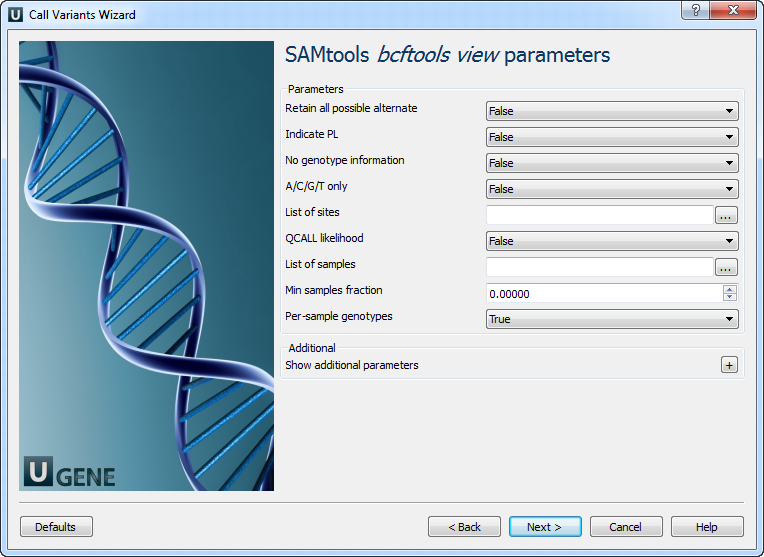 Call Variants Wizard
SAMtools bcftools view parameters
Parameters
Retain all possible alternate False
Indicate PL False
No genotype information False
A/C/G/T only False
List of sites ...
QCALL likelihood False
List of samples ...
Min samples fraction 0.00000
Per-sample genotypes True
Additional
Show additional parameters +
U GENE
Defaults < Back Next > Cancel Help